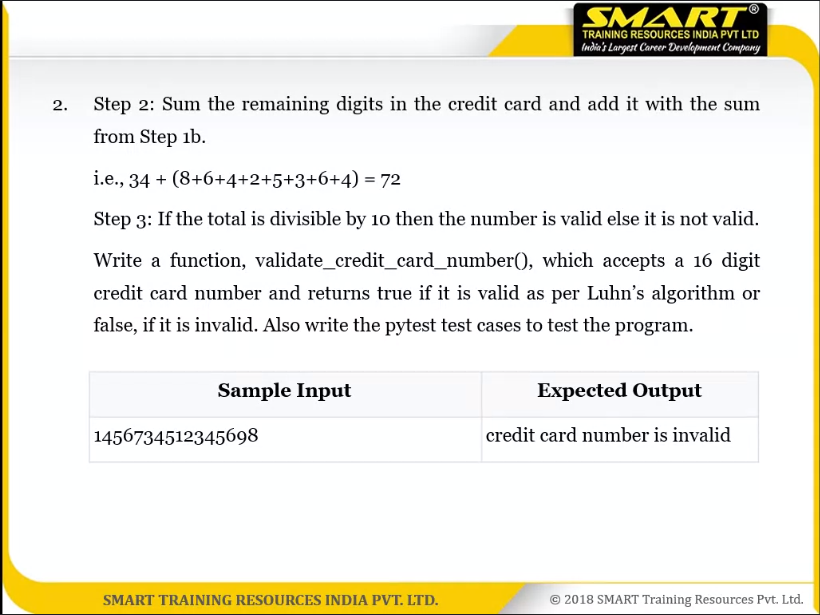 SMART®
TRAINING RESOURCES INDIA PVT LTD
India's Largest Career Development Company
2. Step 2: Sum the remaining digits in the credit card and add it with the sum
from Step 1b.
i.e., 34 + (8+6+4+2+5+3+6+4) = 72
Step 3: If the total is divisible by 10 then the number is valid else it is not valid.
Write a function, validate_credit_card_number(), which accepts a 16 digit
credit card number and returns true if it is valid as per Luhn's algorithm or
false, if it is invalid. Also write the pytest test cases to test the program.
Sample Input Expected Output
1456734512345698 credit card number is invalid
SMART TRAINING RESOURCES INDIA PVT. LTD. © 2018 SMART Training Resources Pvt. Ltd.